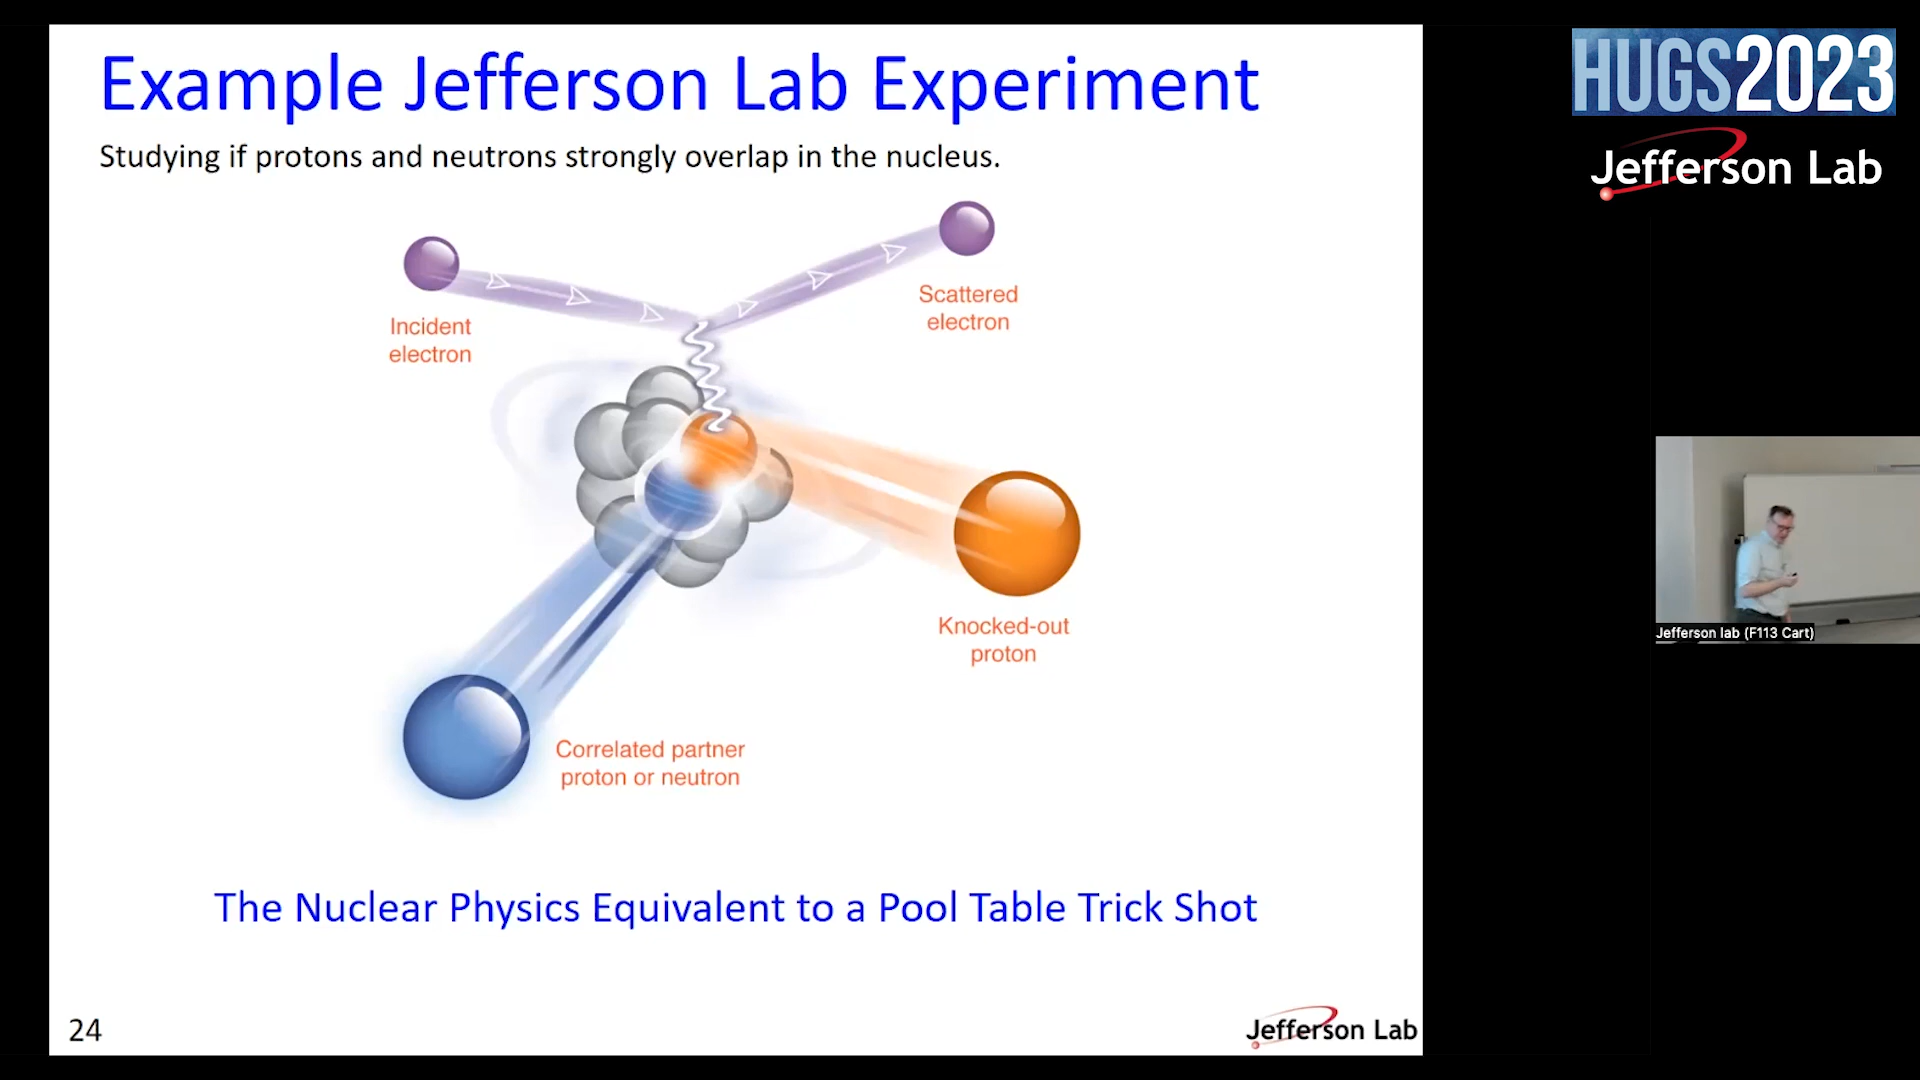 Example Jefferson Lab Experiment
Studying if protons and neutrons strongly overlap in the nucleus.
Incident
electron
Scattered
electron
Knocked-out
proton
Correlated partner
proton or neutron
The Nuclear Physics Equivalent to a Pool Table Trick Shot
24
Jefferson Lab
HUGS2023
Jefferson Lab
Jefferson lab (F113 Cart)